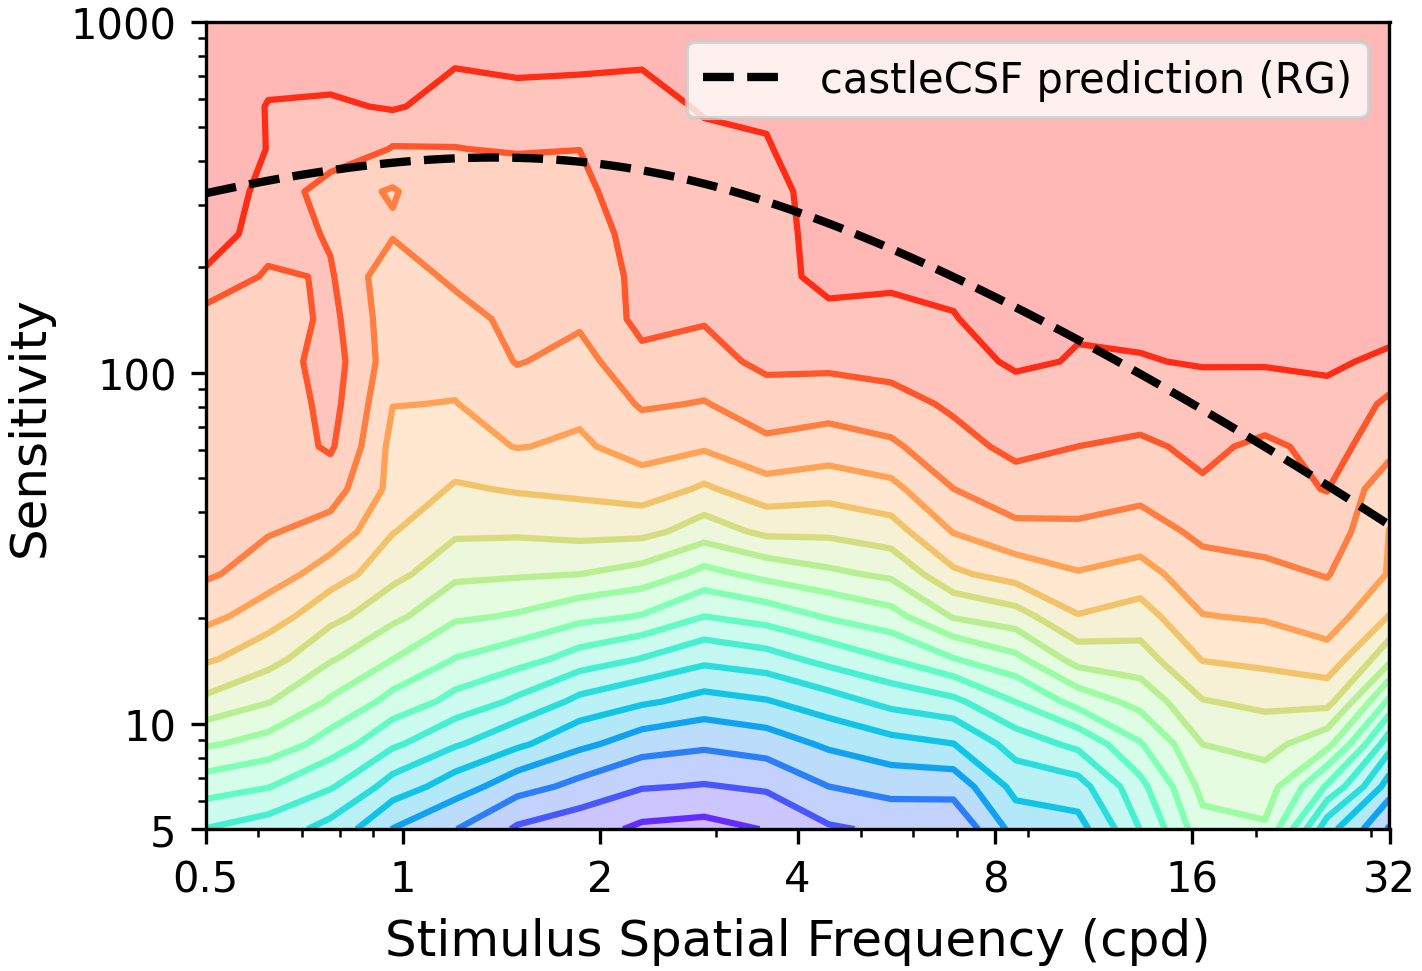 1000
castleCSF prediction (RG)
100
Sensitivity
10
5
0.5 1 2 4 8 16 32
Stimulus Spatial Frequency (cpd)